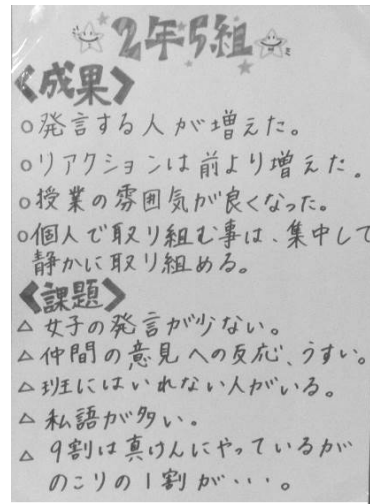 2年5組
〈成果〉
○発言する人が増えた。
○リアクションは前より増えた。
○授業の雰囲気が良くなった。
○個人で取り組む事は、集中して
静かに取り組める。
〈課題〉
△女子の発言が少ない。
△仲間の意見への反応、うすい。
△班にはいれない人がいる。
△私語が多い。
△9割は真けんにやっているが
のこりの1割が・・・。